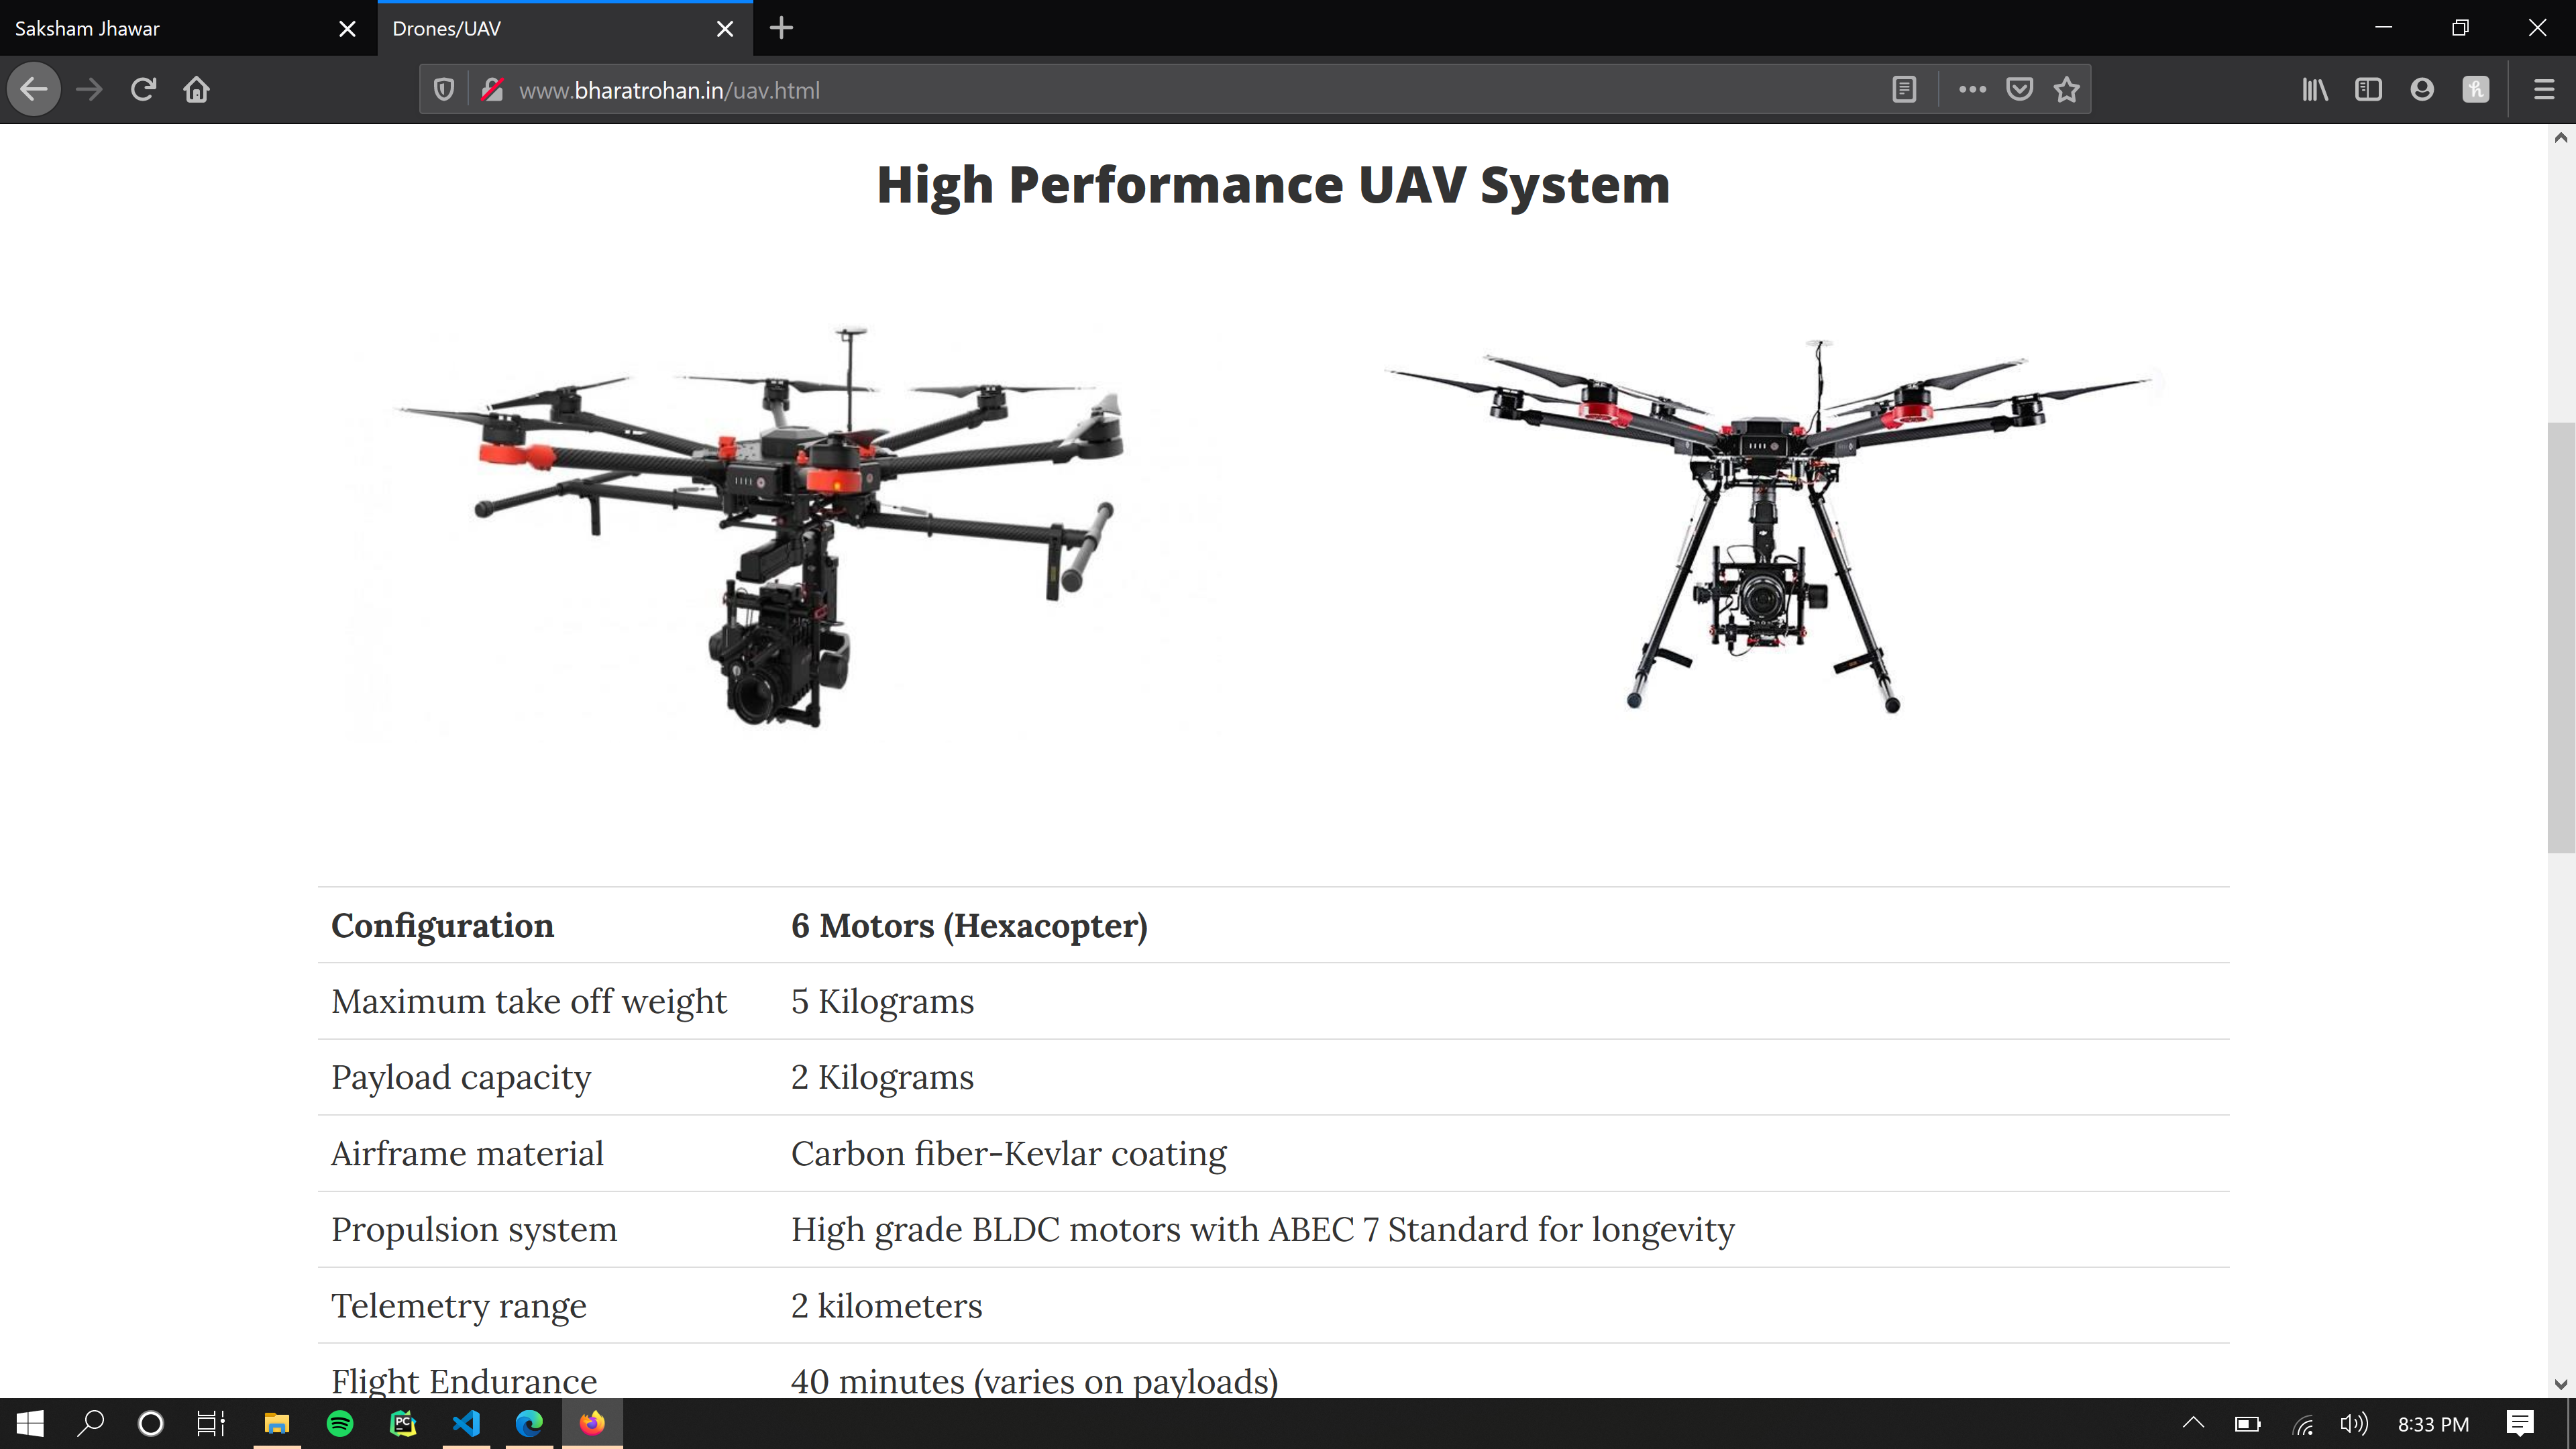 Saksham Jhawar
Drones/UAV
www.bharatrohan.in/uav.html
High Performance UAV System
Configuration 6 Motors (Hexacopter)
Maximum take off weight 5 Kilograms
Payload capacity 2 Kilograms
Airframe material Carbon fiber-Kevlar coating
Propulsion system High grade BLDC motors with ABEC 7 Standard for longevity
Telemetry range 2 kilometers
Flight Endurance 40 minutes (varies on payloads)
8:33 PM